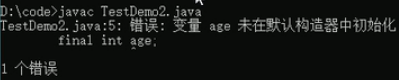 D:\code>javac TestDemo2.java
TestDemo2.java:5: 错误: 变量 age 未在默认构造器中初始化
final int age;
^
1 个错误